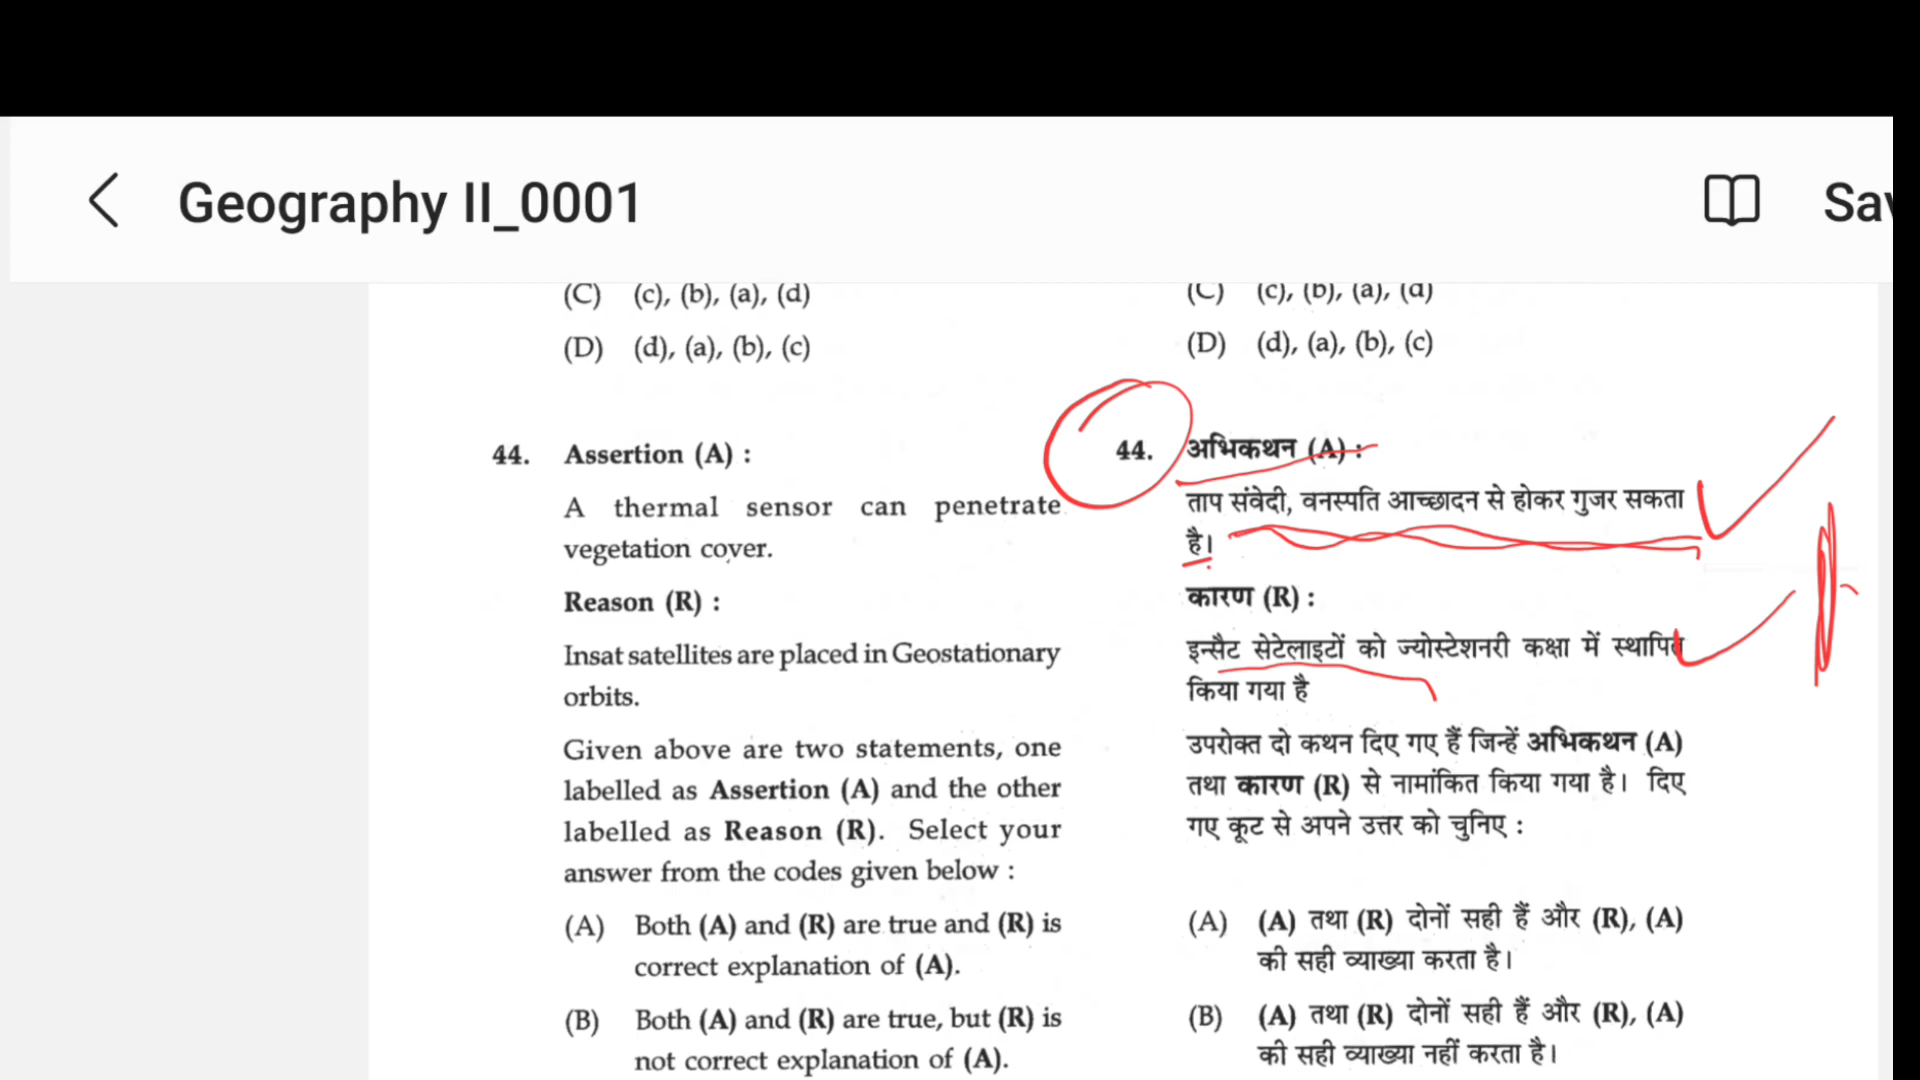 Geography II_0001
Sav
(C) (c), (b), (a), (d)
(D) (d), (a), (b), (c)
44. Assertion (A) :
A thermal sensor can penetrate
vegetation cover.
Reason (R) :
Insat satellites are placed in Geostationary
orbits.
Given above are two statements, one
labelled as Assertion (A) and the other
labelled as Reason (R). Select your
answer from the codes given below :
(A) Both (A) and (R) are true and (R) is
correct explanation of (A).
(B) Both (A) and (R) are true, but (R) is
not correct explanation of (A).
(C) (c), (b), (a), (d)
(D) (d), (a), (b), (c)
44. अभिकथन (A) :
ताप संवेदी, वनस्पति आच्छादन से होकर गुजर सकता
है।
कारण (R) :
इन्सैट सेटेलाइटों को ज्योस्टेशनरी कक्षा में स्थापित
किया गया है
उपरोक्त दो कथन दिए गए हैं जिन्हें अभिकथन (A)
तथा कारण (R) से नामांकित किया गया है। दिए
गए कूट से अपने उत्तर को चुनिए :
(A) (A) तथा (R) दोनों सही हैं और (R), (A)
की सही व्याख्या करता है।
(B) (A) तथा (R) दोनों सही हैं और (R), (A)
की सही व्याख्या नहीं करता है।